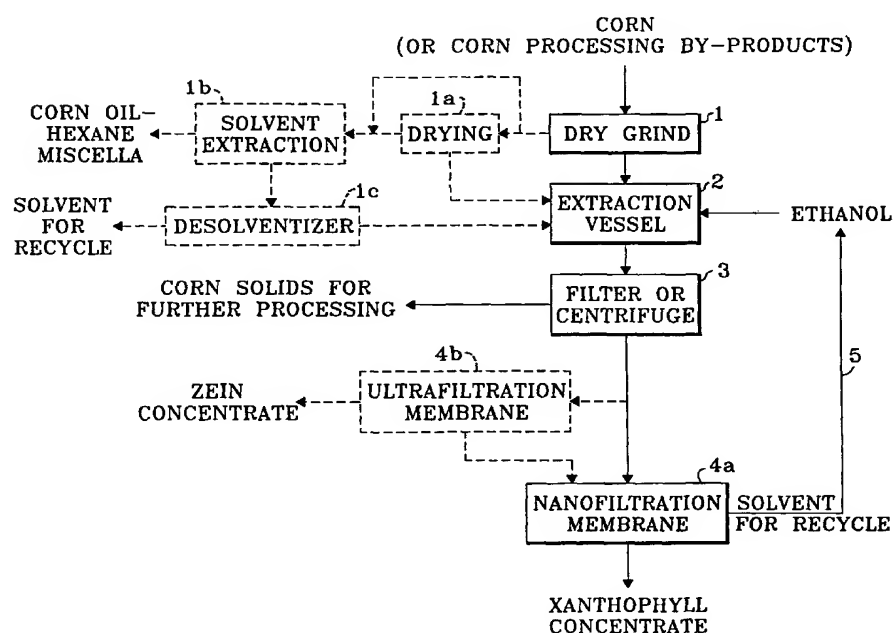 CORN
(OR CORN PROCESSING BY-PRODUCTS)
1b
1a
1
CORN OIL-
HEXANE
MISCELLA
SOLVENT
EXTRACTION
DRYING
DRY GRIND
1c
2
SOLVENT
FOR
RECYCLE
DESOLVENTIZER
EXTRACTION
VESSEL
ETHANOL
3
CORN SOLIDS FOR
FURTHER PROCESSING
FILTER OR
CENTRIFUGE
4b
5
ZEIN
CONCENTRATE
ULTRAFILTRATION
MEMBRANE
4a
NANOFILTRATION
MEMBRANE
SOLVENT
FOR RECYCLE
XANTHOPHYLL
CONCENTRATE